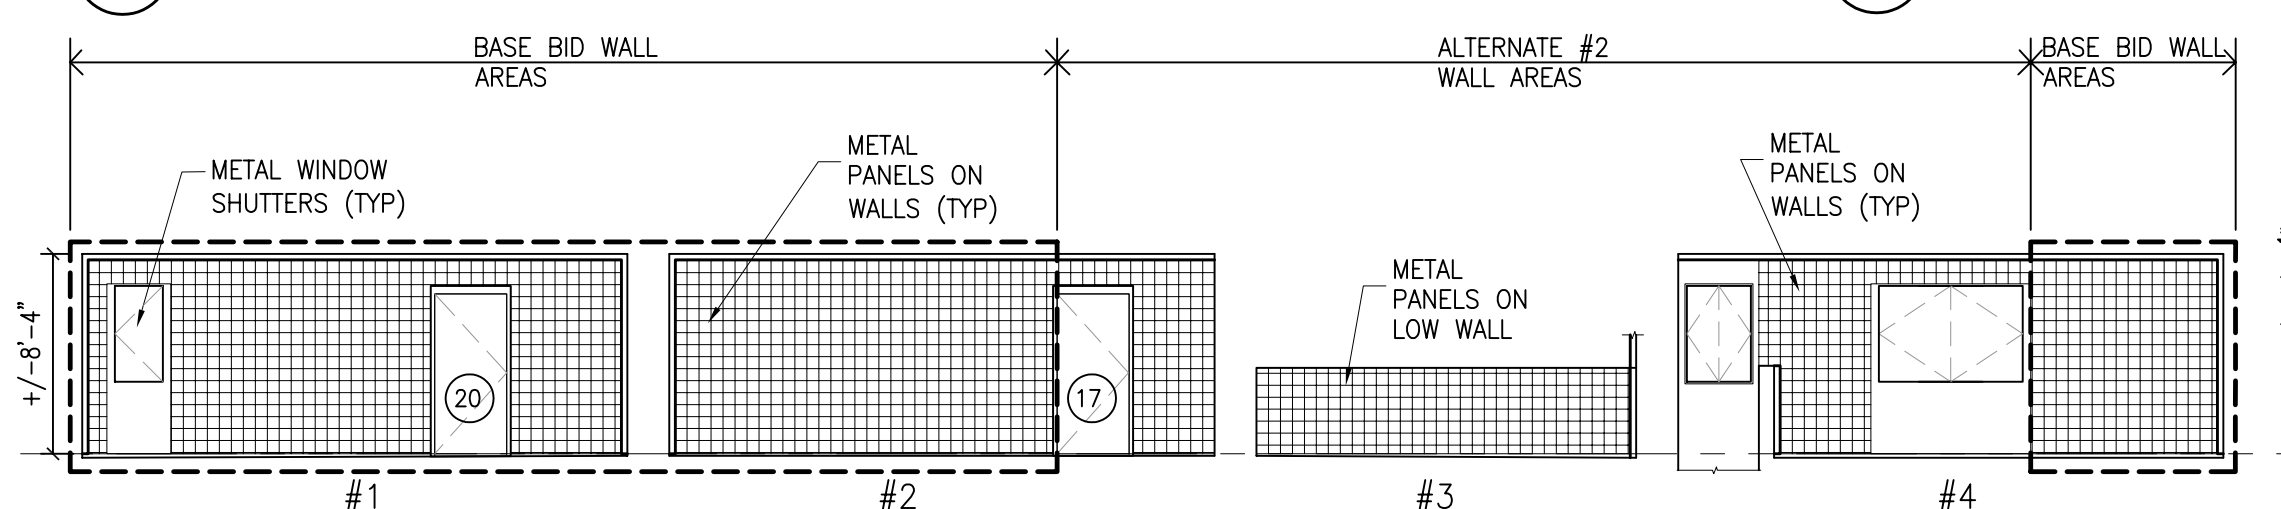 BASE BID WALL
AREAS
ALTERNATE #2
WALL AREAS
BASE BID WALL
AREAS
METAL WINDOW
SHUTTERS (TYP)
METAL
PANELS ON
WALLS (TYP)
METAL
PANELS ON
LOW WALL
METAL
PANELS ON
WALLS (TYP)
+/-8'-4"
20
17
#1
#2
#3
#4